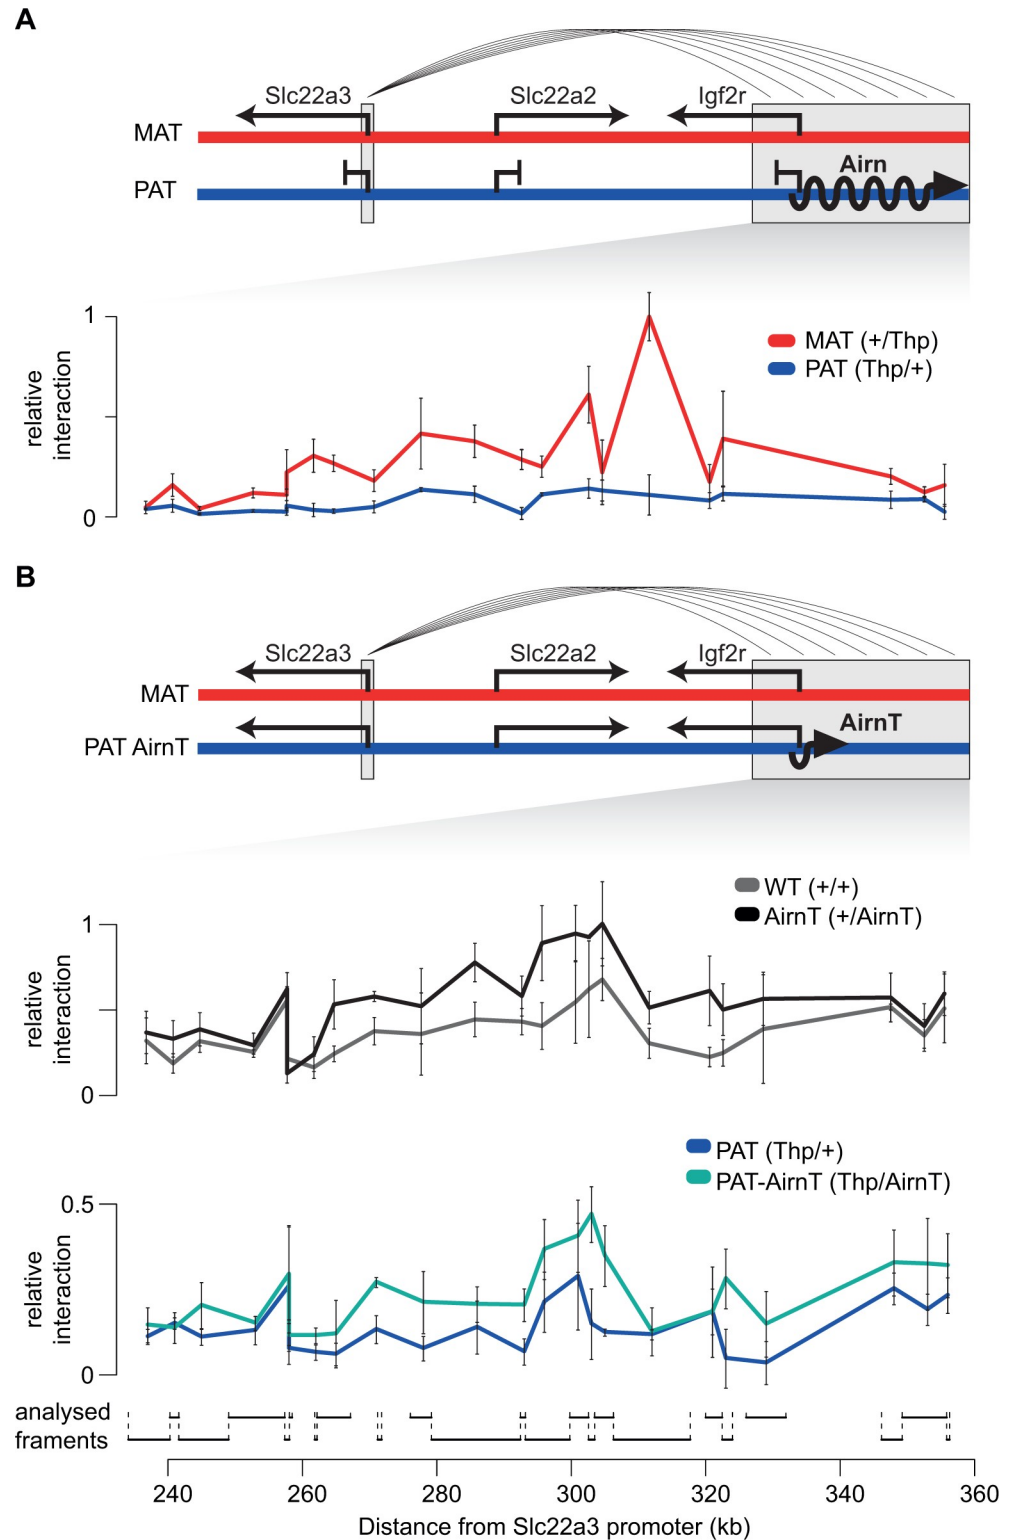 A
Slc22a3 Slc22a2 Igf2r
MAT
PAT
Airn
1
0
relative
interaction
MAT (+/Thp)
PAT (Thp/+)
B
Slc22a3 Slc22a2 Igf2r
MAT
PAT AirnT
AirnT
WT (+/+)
AirnT (+/AirnT)
1
0
relative
interaction
PAT (Thp/+)
PAT-AirnT (Thp/AirnT)
0.5
0
relative
interaction
analysed
framents
240 260 280 300 320 340 360
Distance from Slc22a3 promoter (kb)